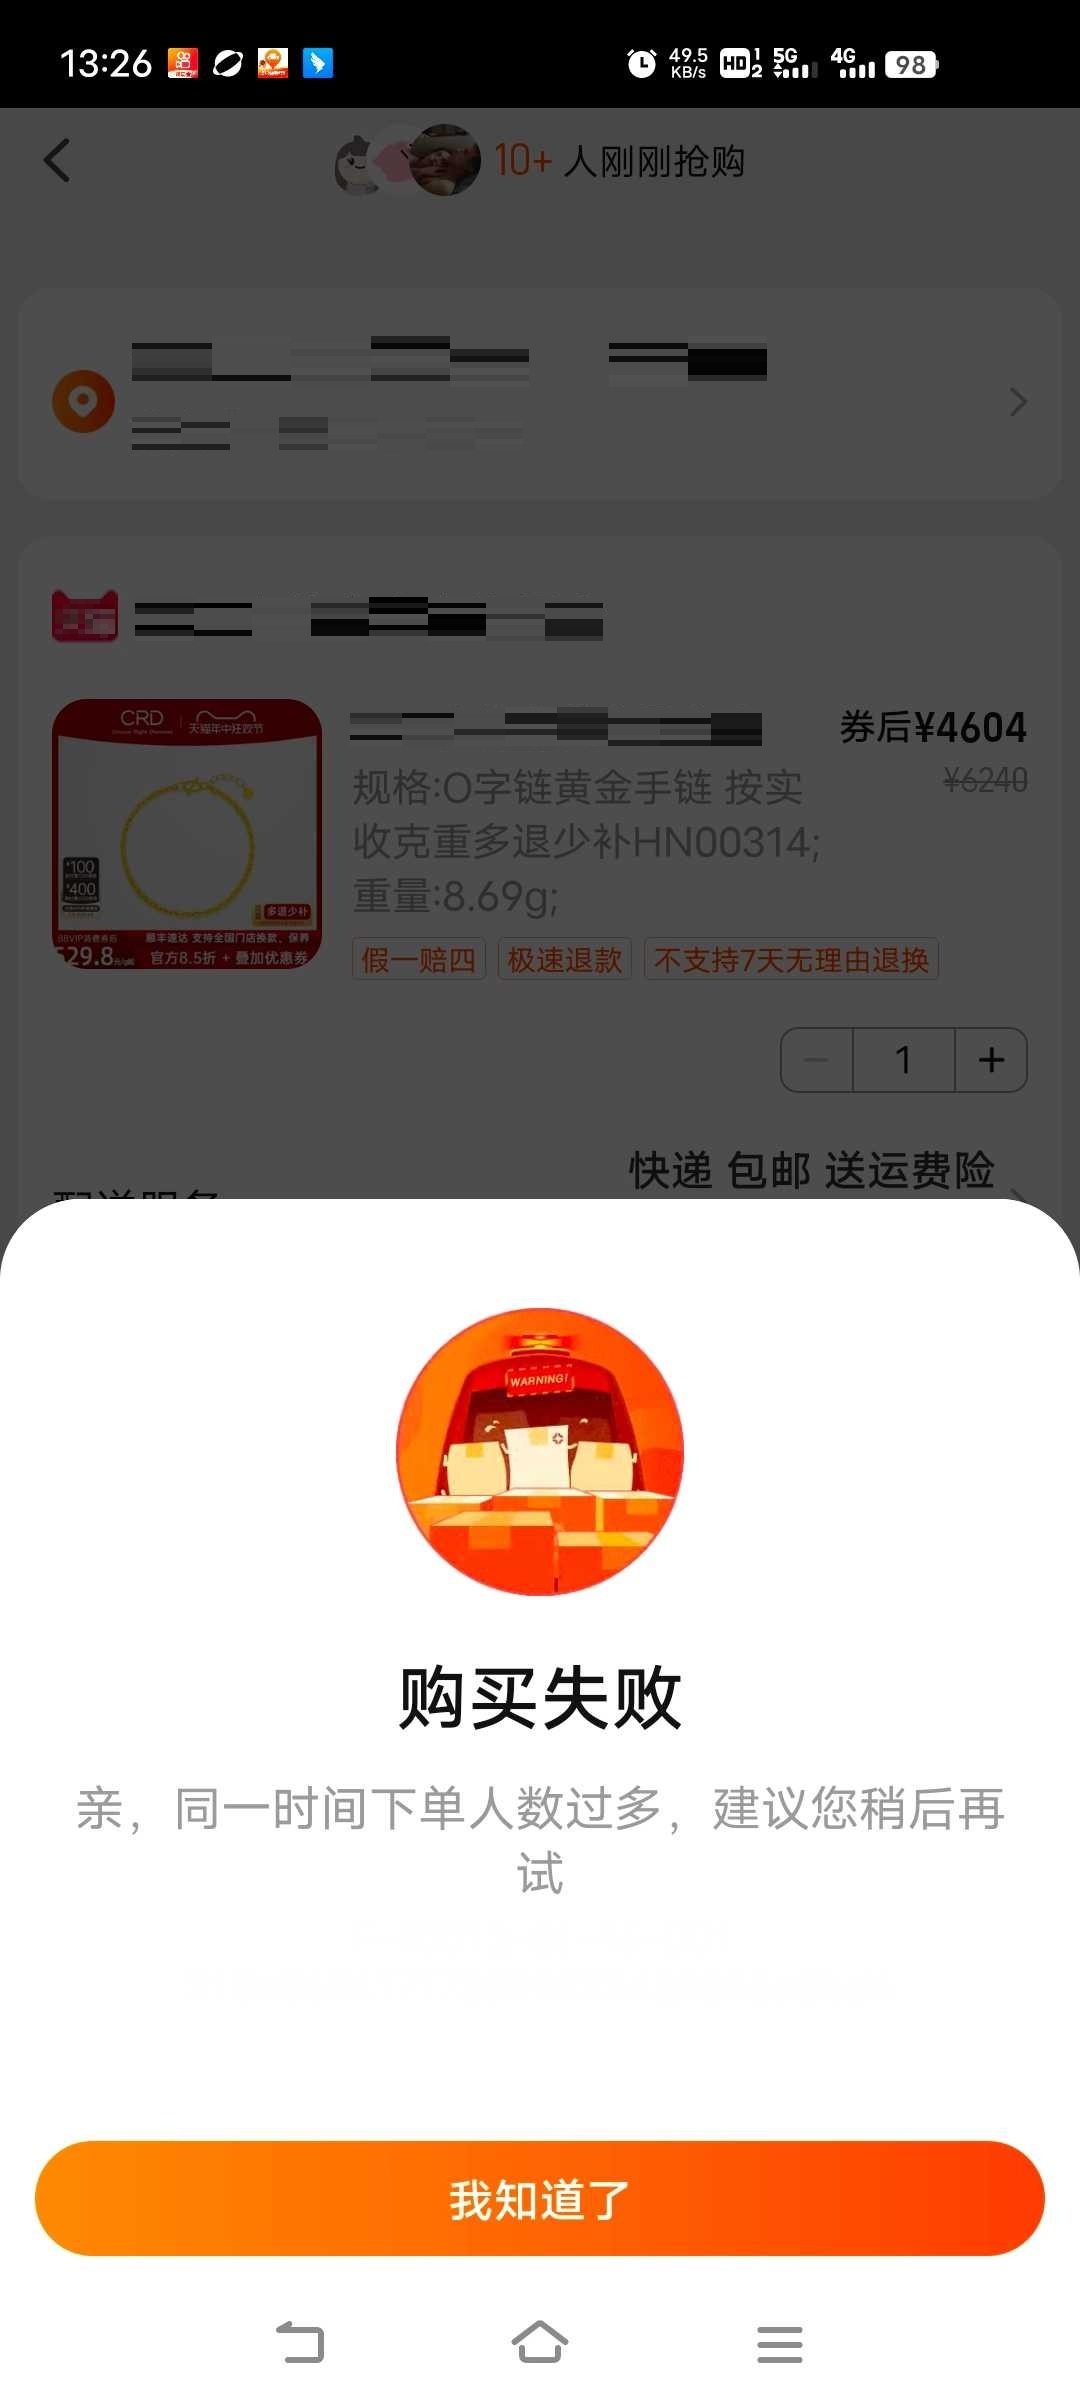 13:26
49.5
KB/s
HD
1
2
5G
4G
98
10+ 人刚刚抢购
CRD
天猫年中狂欢节
券后¥4604
¥6240
规格:O字链黄金手链 按实
收克重多退少补HN00314;
重量:8.69g;
¥100
¥400
多退少补
88VIP消费券后
顺丰速达 支持全国门店换款、保养
529.8
官方8.5折 + 叠加优惠券
假一赔四
极速退款
不支持7天无理由退换
1
快递 包邮 送运费险
配送服务
WARNING!
购买失败
亲，同一时间下单人数过多，建议您稍后再
试
我知道了